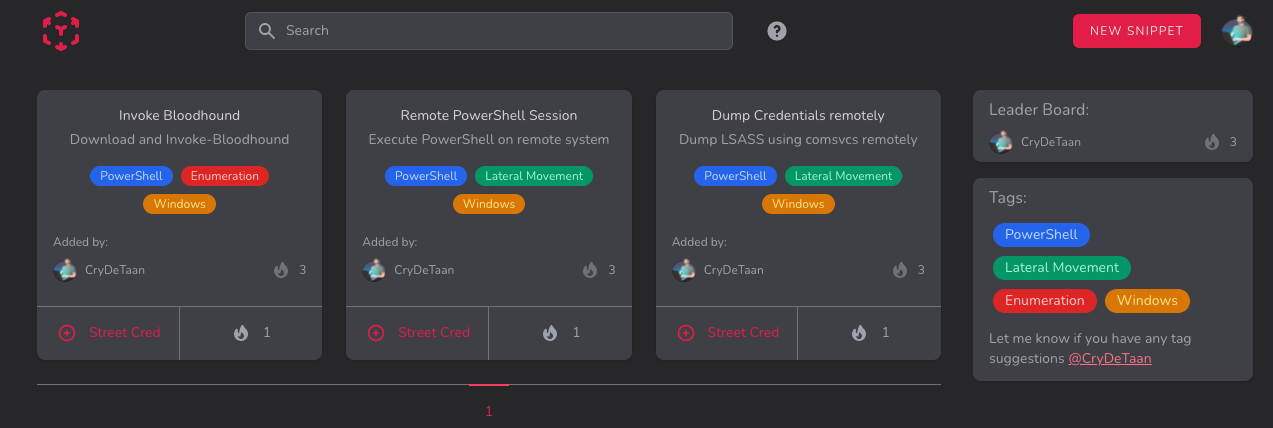 Search
NEW SNIPPET
Invoke Bloodhound
Download and Invoke-Bloodhound
PowerShell Enumeration
Windows
Added by:
CryDeTaan 3
Street Cred 1
Remote PowerShell Session
Execute PowerShell on remote system
PowerShell Lateral Movement
Windows
Added by:
CryDeTaan 3
Street Cred 1
Dump Credentials remotely
Dump LSASS using comsvcs remotely
PowerShell Lateral Movement
Windows
Added by:
CryDeTaan 3
Street Cred 1
1
Leader Board:
CryDeTaan 3
Tags:
PowerShell
Lateral Movement
Enumeration Windows
Let me know if you have any tag
suggestions @CryDeTaan